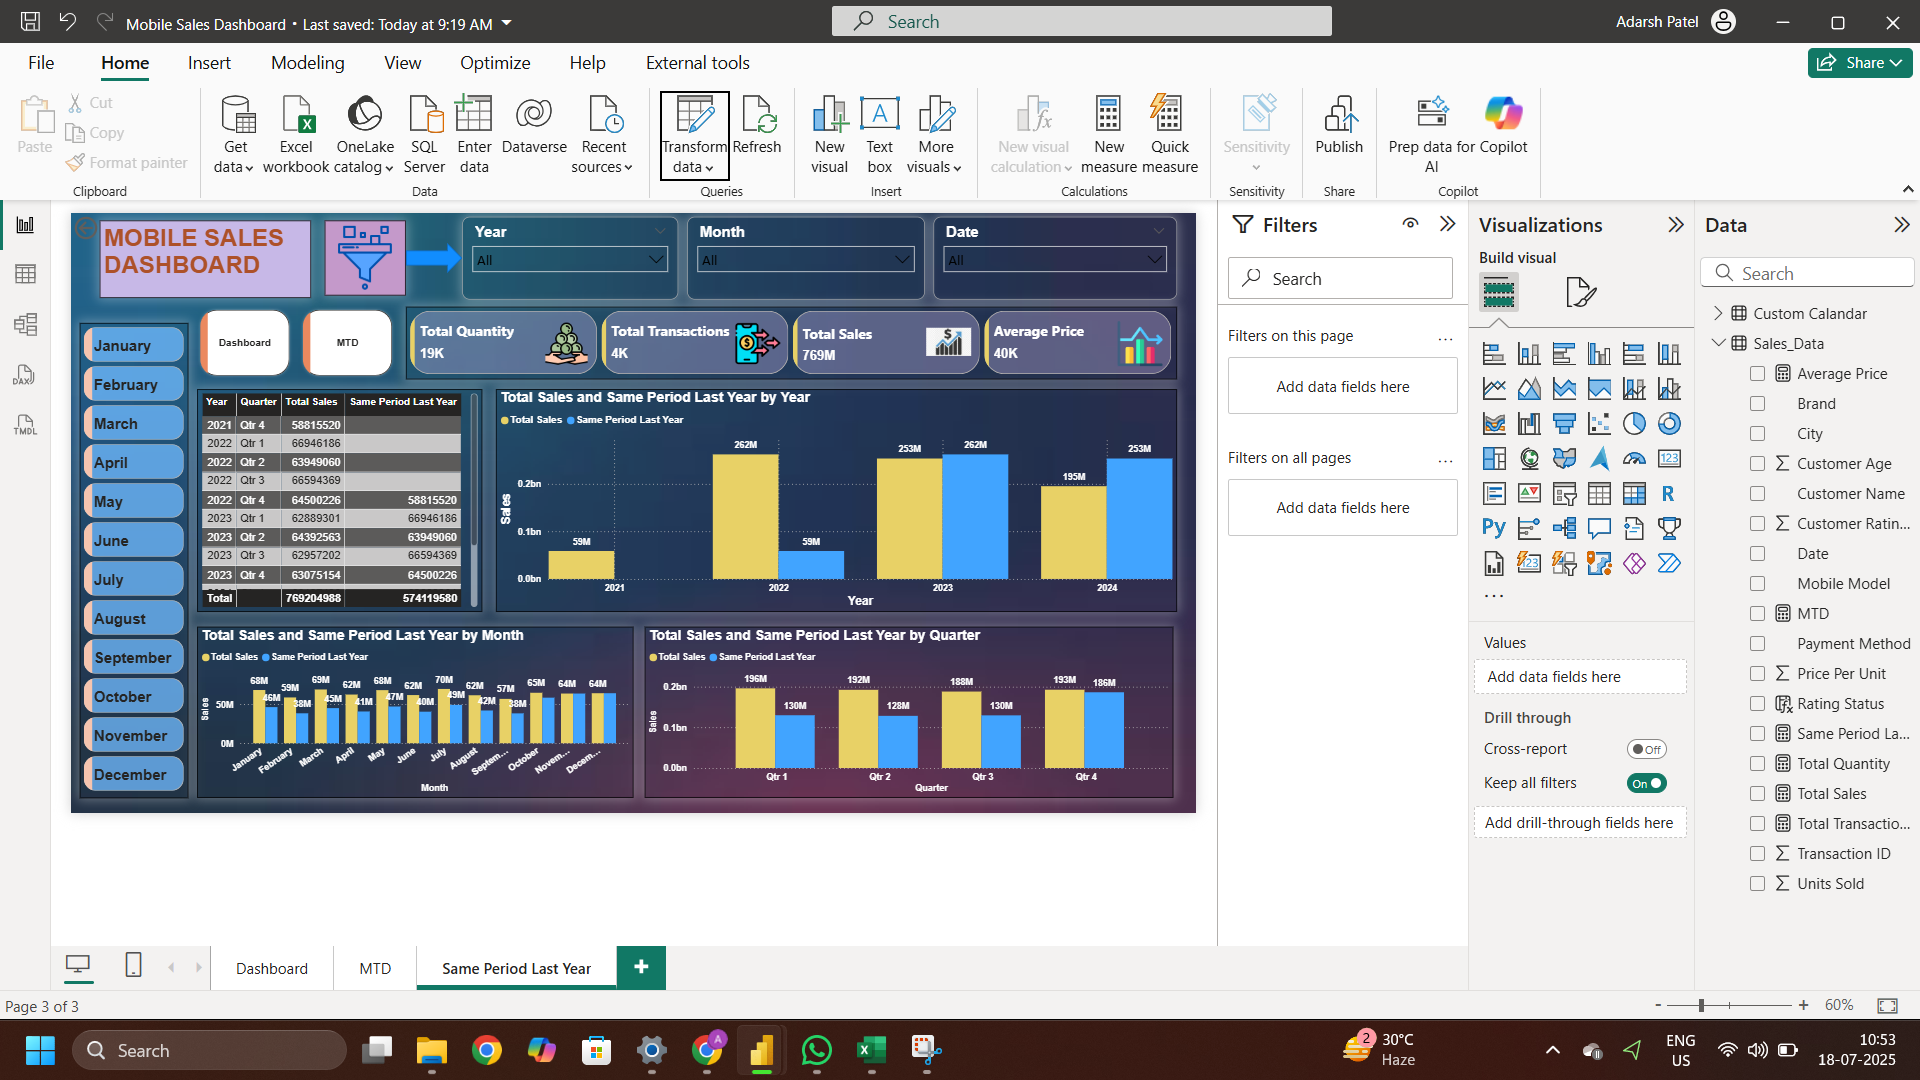 Mobile Sales Dashboard • Last saved: Today at 9:19 AM
Search
Adarsh Patel
File
Home
Insert
Modeling
View
Optimize
Help
External tools
Share
Paste
Cut
Copy
Format painter
Clipboard
Get data
Excel workbook
OneLake catalog
SQL Server
Enter data
Dataverse
Recent sources
Data
Transform data
Refresh
Queries
New visual
Text box
More visuals
Insert
New visual calculation
New measure
Quick measure
Calculations
Sensitivity
Sensitivity
Publish
Share
Prep data for AI
Copilot
Copilot
MOBILE SALES
DASHBOARD
Year
All
Month
All
Date
All
January
February
March
April
May
June
July
August
September
October
November
December
Dashboard
MTD
Total Quantity
19K
Total Transactions
4K
Total Sales
769M
Average Price
40K
Year Quarter Total Sales Same Period Last Year
2021 Qtr 4 58815520
2022 Qtr 1 66946186
2022 Qtr 2 63949060
2022 Qtr 3 66594369
2022 Qtr 4 64500226 58815520
2023 Qtr 1 62889301 66946186
2023 Qtr 2 64392563 63949060
2023 Qtr 3 62957202 66594369
2023 Qtr 4 63075154 64500226
Total 769204988 574119580
Total Sales and Same Period Last Year by Year
Total Sales Same Period Last Year
Sales
0.2bn
0.1bn
0.0bn
59M
262M
59M
253M
262M
195M
253M
2021 2022 2023 2024
Year
Total Sales and Same Period Last Year by Month
Total Sales Same Period Last Year
Sales
50M
0M
68M 46M 59M 38M 69M 45M 62M 41M 68M 47M 62M 40M 70M 49M 62M 42M 57M 38M 65M 64M 64M
January February March April May June July August Septem... October Novem... Decem...
Month
Total Sales and Same Period Last Year by Quarter
Total Sales Same Period Last Year
Sales
0.2bn
0.1bn
0.0bn
196M 130M 192M 128M 188M 130M 193M 186M
Qtr 1 Qtr 2 Qtr 3 Qtr 4
Quarter
Filters
Search
Filters on this page
...
Add data fields here
Filters on all pages
...
Add data fields here
Visualizations
Build visual
123
R
Py
...
Values
Add data fields here
Drill through
Cross-report
Off
Keep all filters
On
Add drill-through fields here
Data
Search
Custom Calandar
Sales_Data
Average Price
Brand
City
Customer Age
Customer Name
Customer Ratin...
Date
Mobile Model
MTD
Payment Method
Price Per Unit
Rating Status
Same Period La...
Total Quantity
Total Sales
Total Transactio...
Transaction ID
Units Sold
DAX
TMDL
Dashboard
MTD
Same Period Last Year
+
Page 3 of 3
- + 60%
Search
A
2
30°C
Haze
ENG
US
10:53
18-07-2025